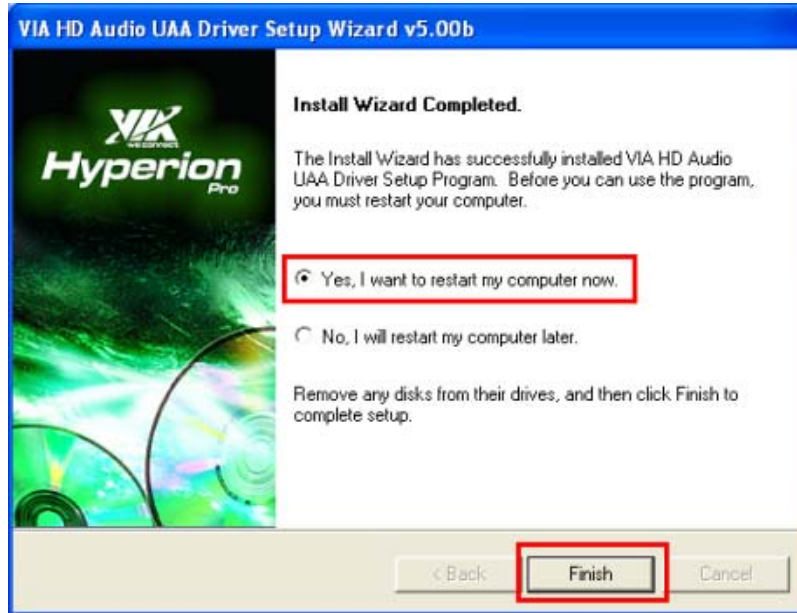 VIA HD Audio UAA Driver Setup Wizard v5.00b
VIA
we connect
Hyperion
Pro
Install Wizard Completed.
The Install Wizard has successfully installed VIA HD Audio
UAA Driver Setup Program. Before you can use the program,
you must restart your computer.
Yes, I want to restart my computer now.
No, I will restart my computer later.
Remove any disks from their drives, and then click Finish to
complete setup.
< Back
Finish
Cancel